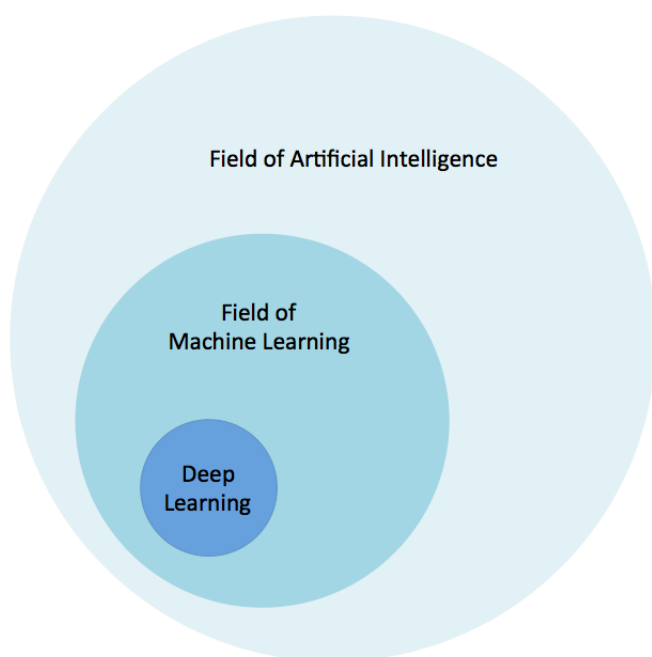 Field of Artificial Intelligence
Field of
Machine Learning
Deep
Learning